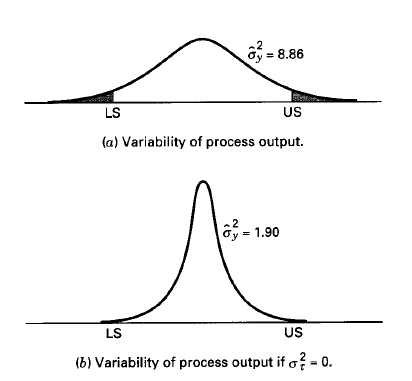 σ̂²y = 8.86
LS US
(a) Variability of process output.
σ̂²y = 1.90
LS US
(b) Variability of process output if σ²τ = 0.